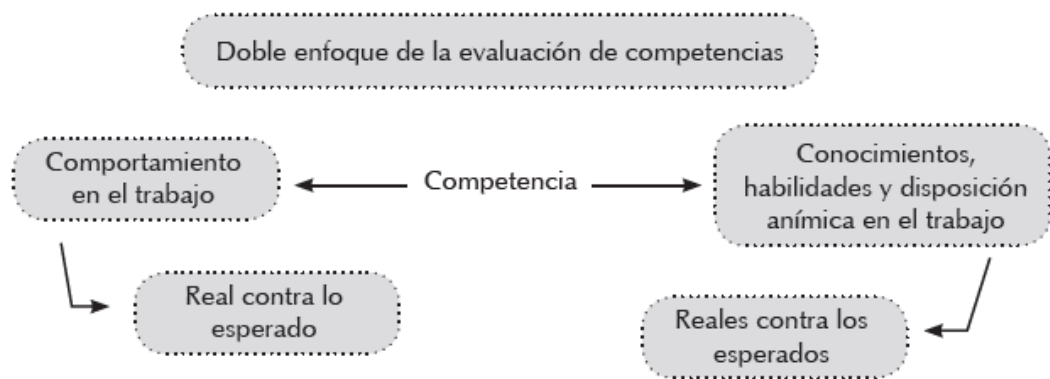 Doble enfoque de la evaluación de competencias
Comportamiento
en el trabajo
Competencia
Conocimientos,
habilidades y disposición
anímica en el trabajo
Real contra lo
esperado
Reales contra los
esperados